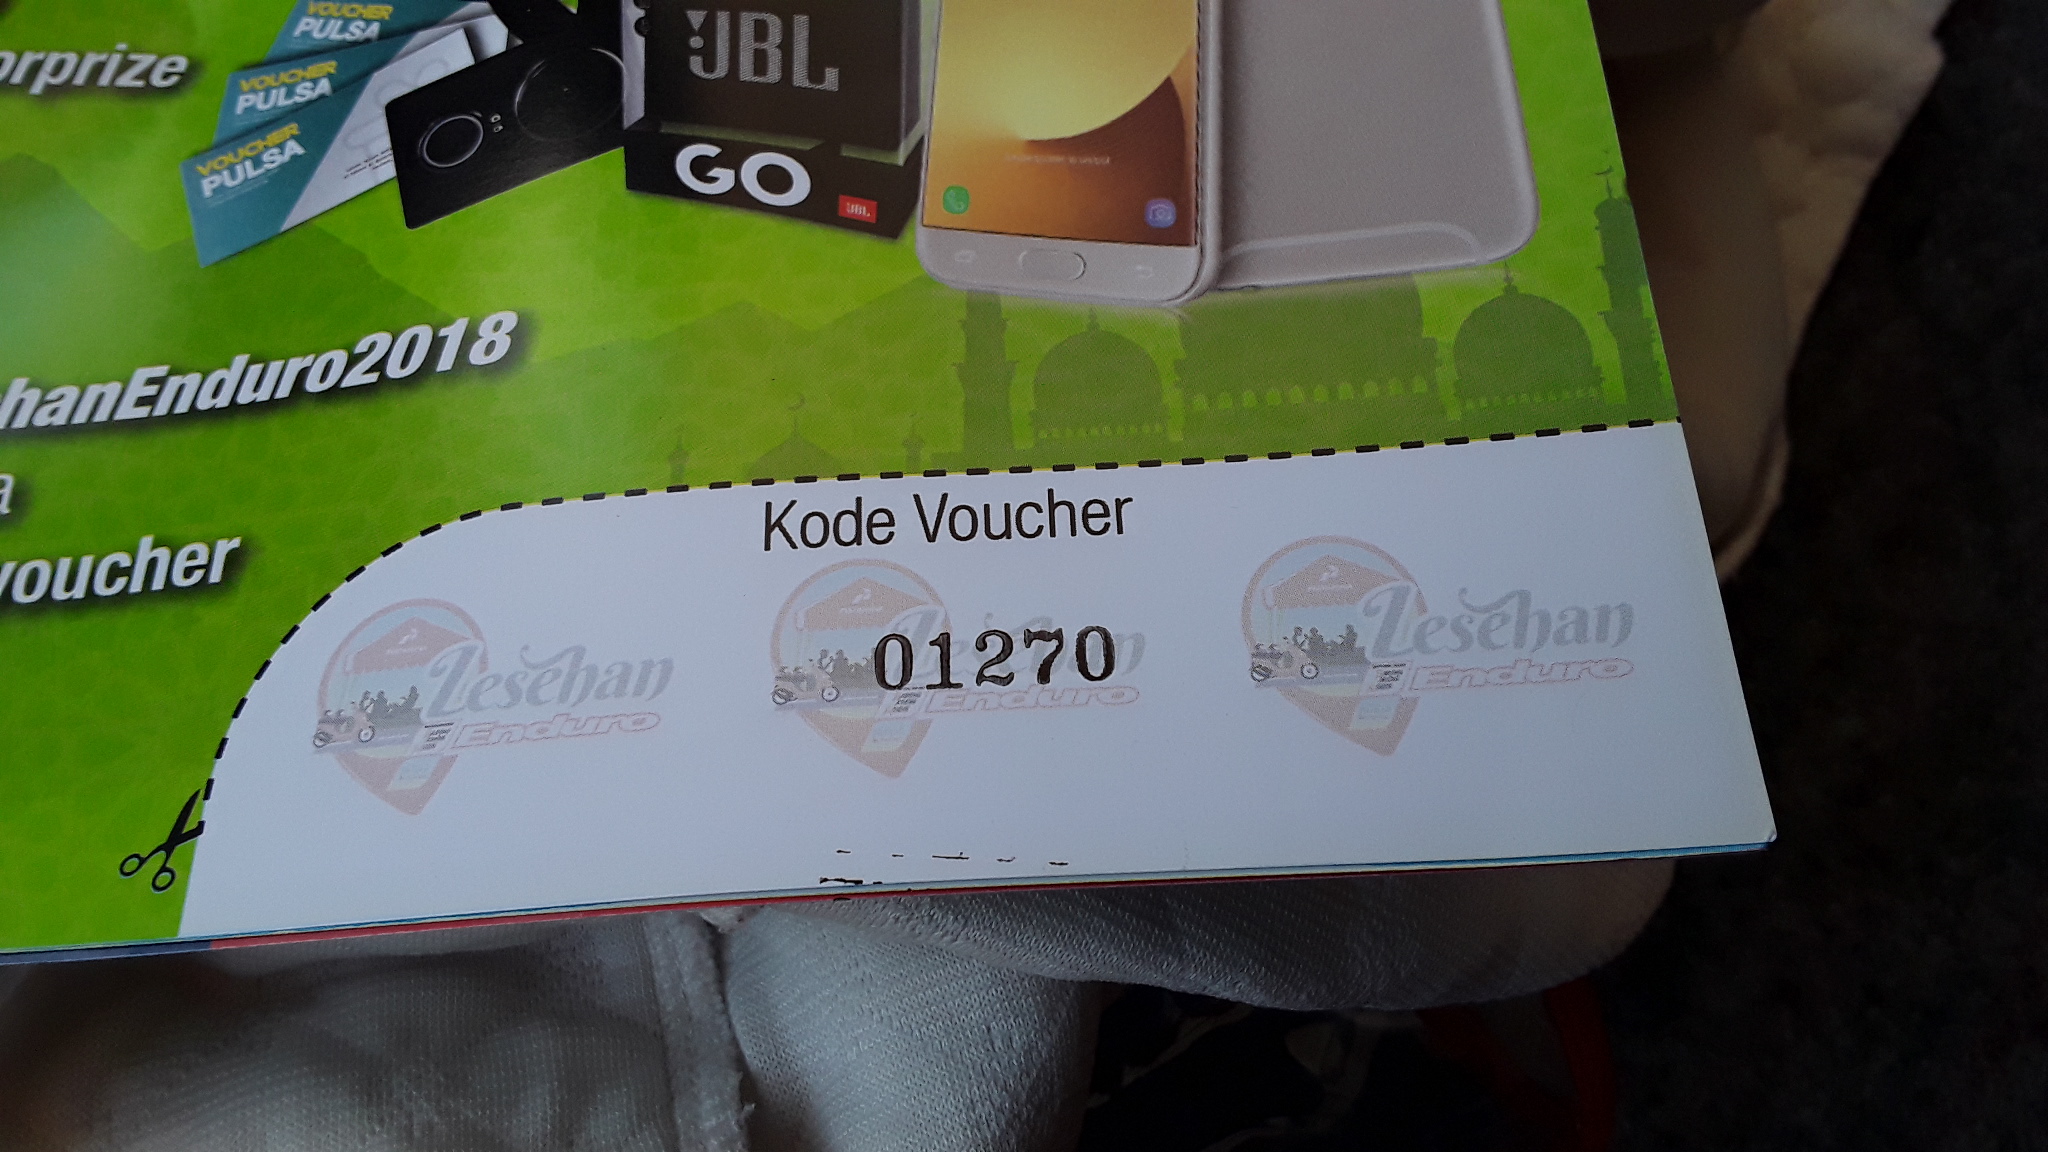 orprize
VOUCHER
PULSA
VOUCHER
PULSA
VOUCHER
PULSA
JBL
GO
JBL
hanEnduro2018
a
voucher
Kode Voucher
01270
Lesehan
Enduro
Lesehan
Enduro
Lesehan
Enduro